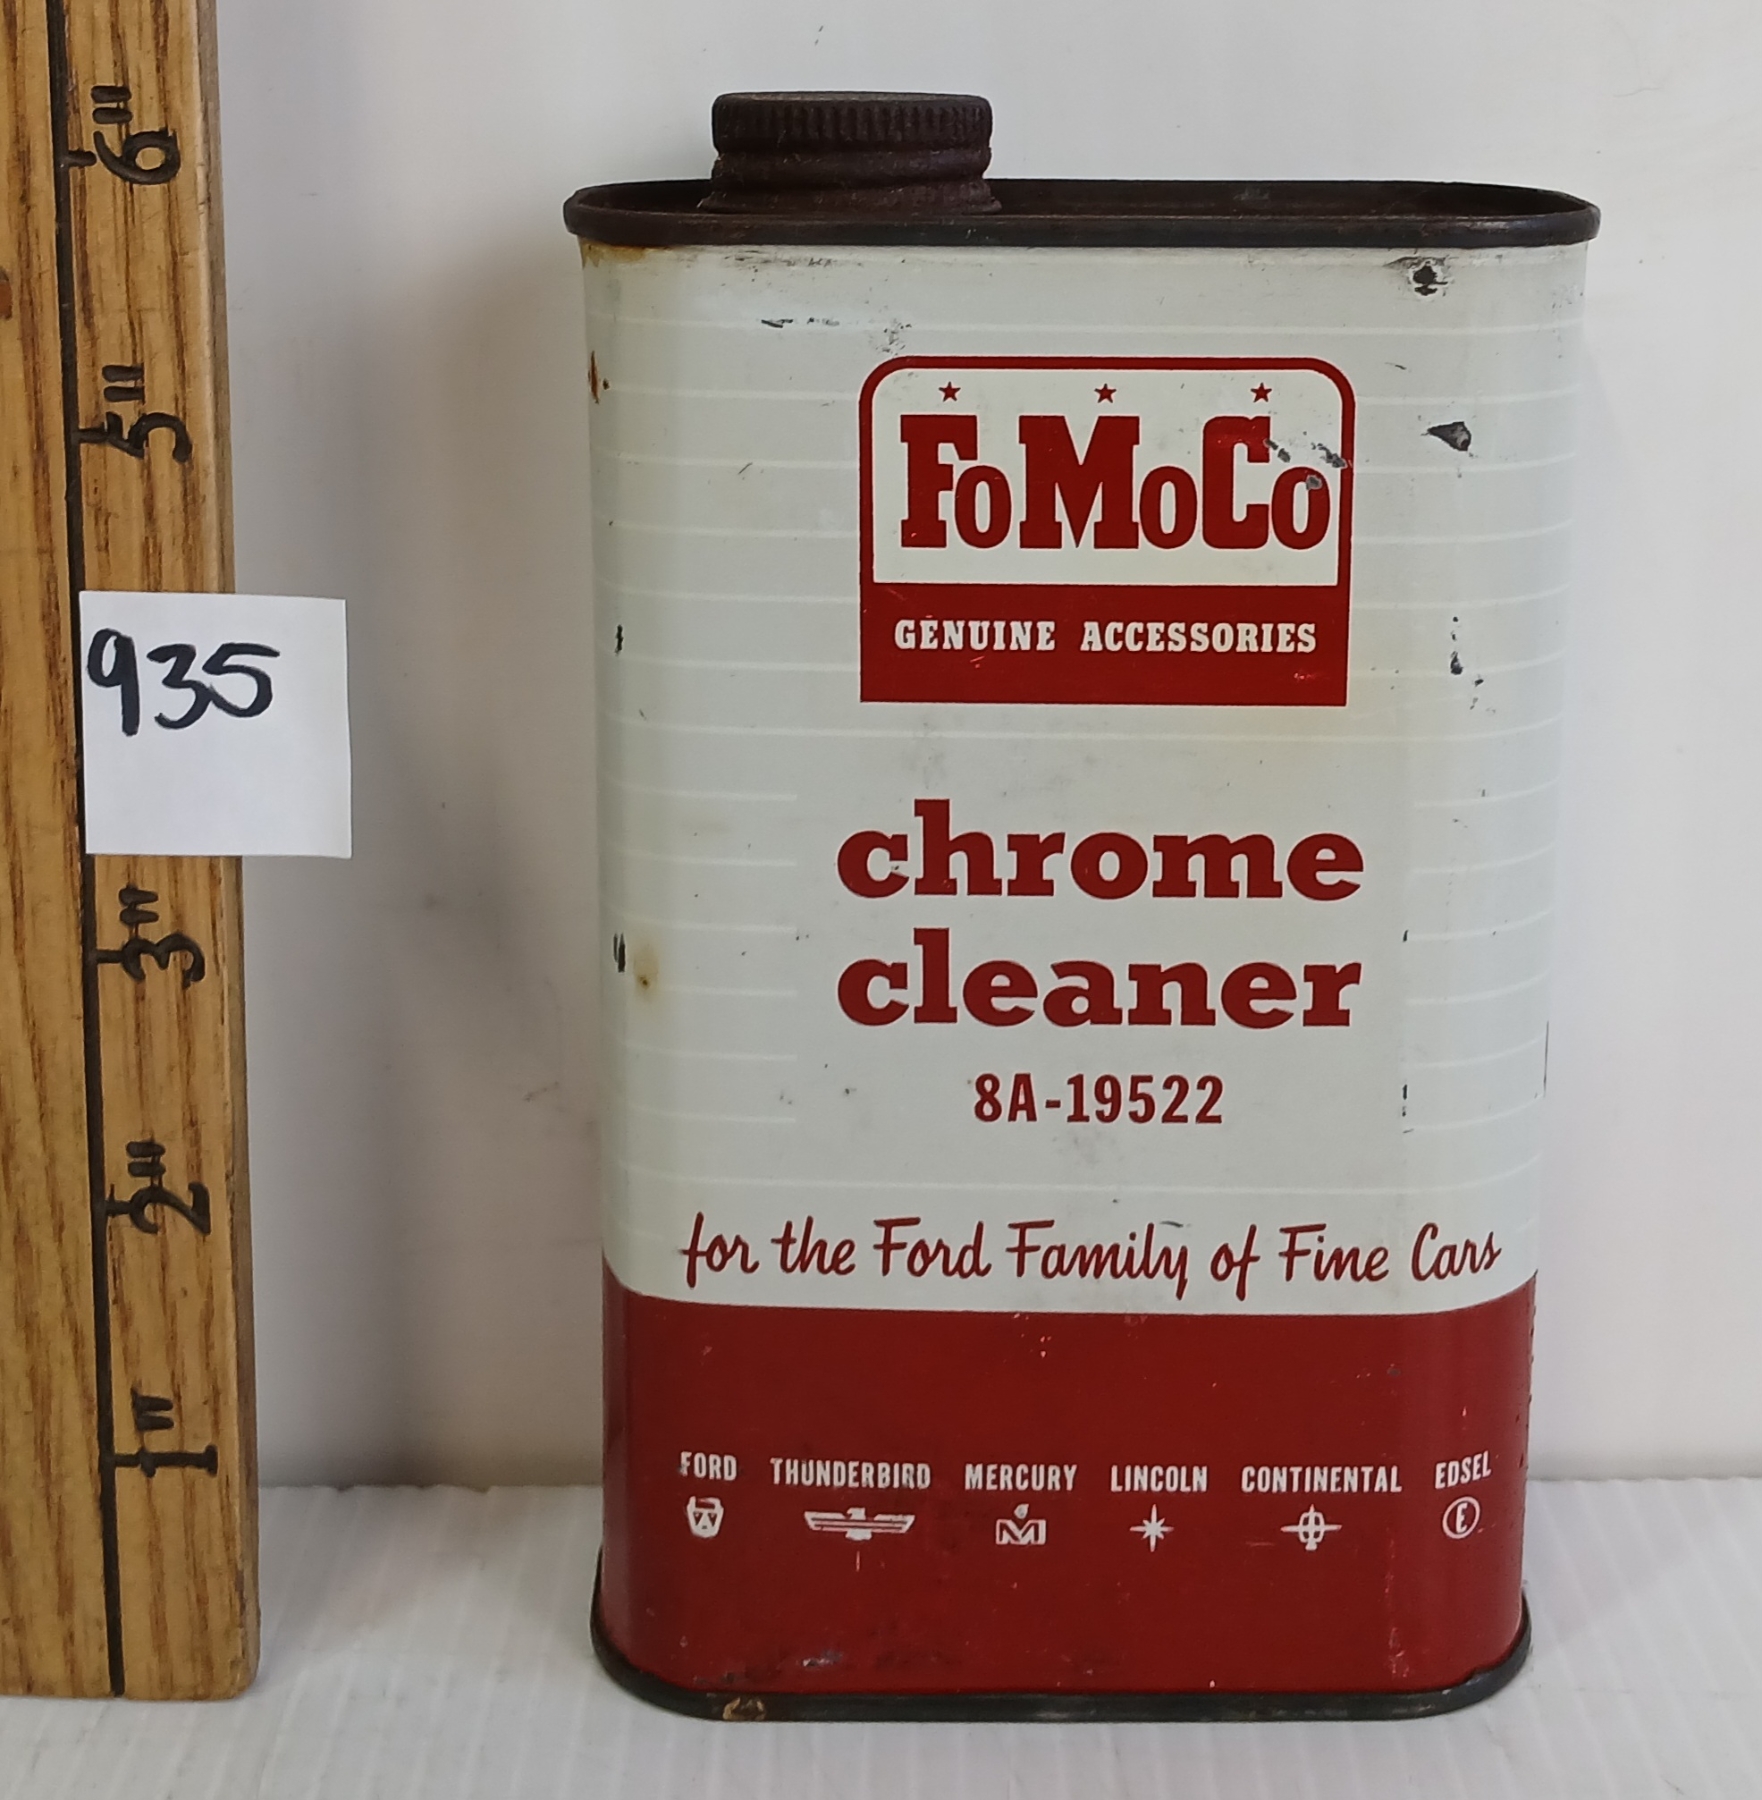 6"
5"
935
3"
2"
1"
FoMoCo
GENUINE ACCESSORIES
chrome
cleaner
8A-19522
for the Ford Family of Fine Cars
FORD THUNDERBIRD MERCURY LINCOLN CONTINENTAL EDSEL
M E